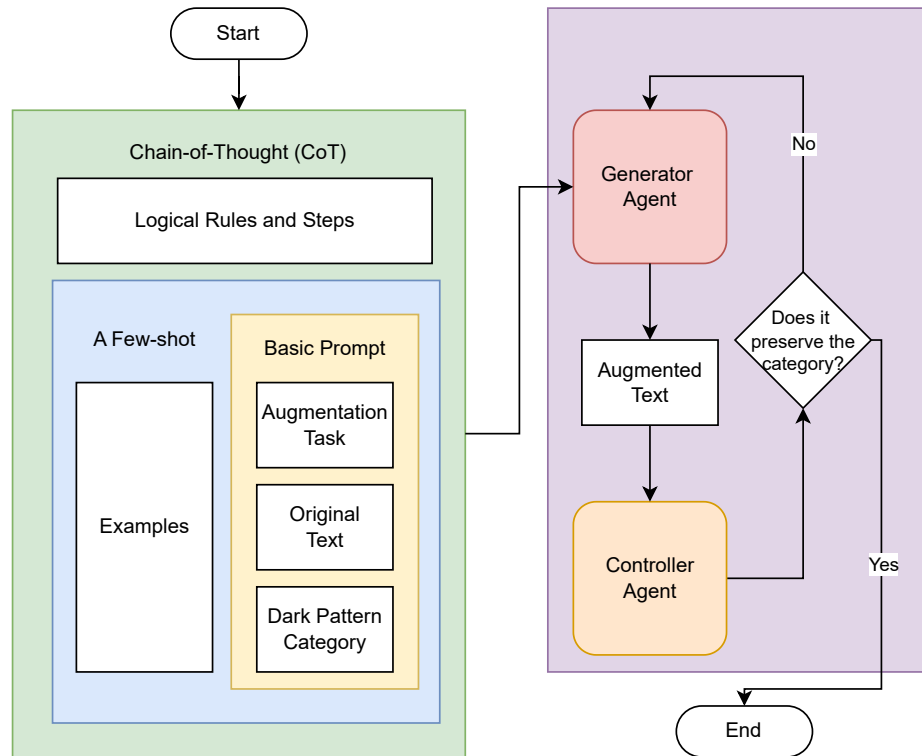 Start
Chain-of-Thought (CoT)
Logical Rules and Steps
A Few-shot
Examples
Basic Prompt
Augmentation
Task
Original
Text
Dark Pattern
Category
Generator
Agent
Augmented
Text
Controller
Agent
Does it
preserve the
category?
No
Yes
End